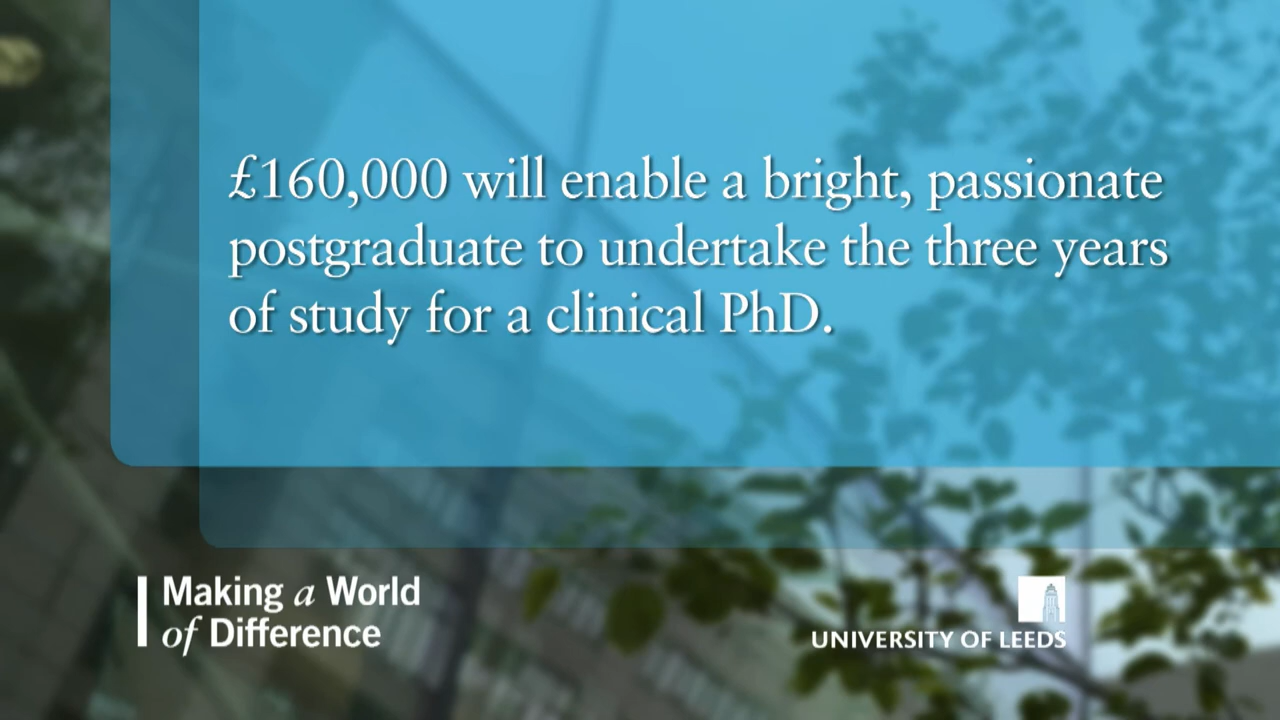 £160,000 will enable a bright, passionate
postgraduate to undertake the three years
of study for a clinical PhD.
Making a World
of Difference
UNIVERSITY OF LEEDS